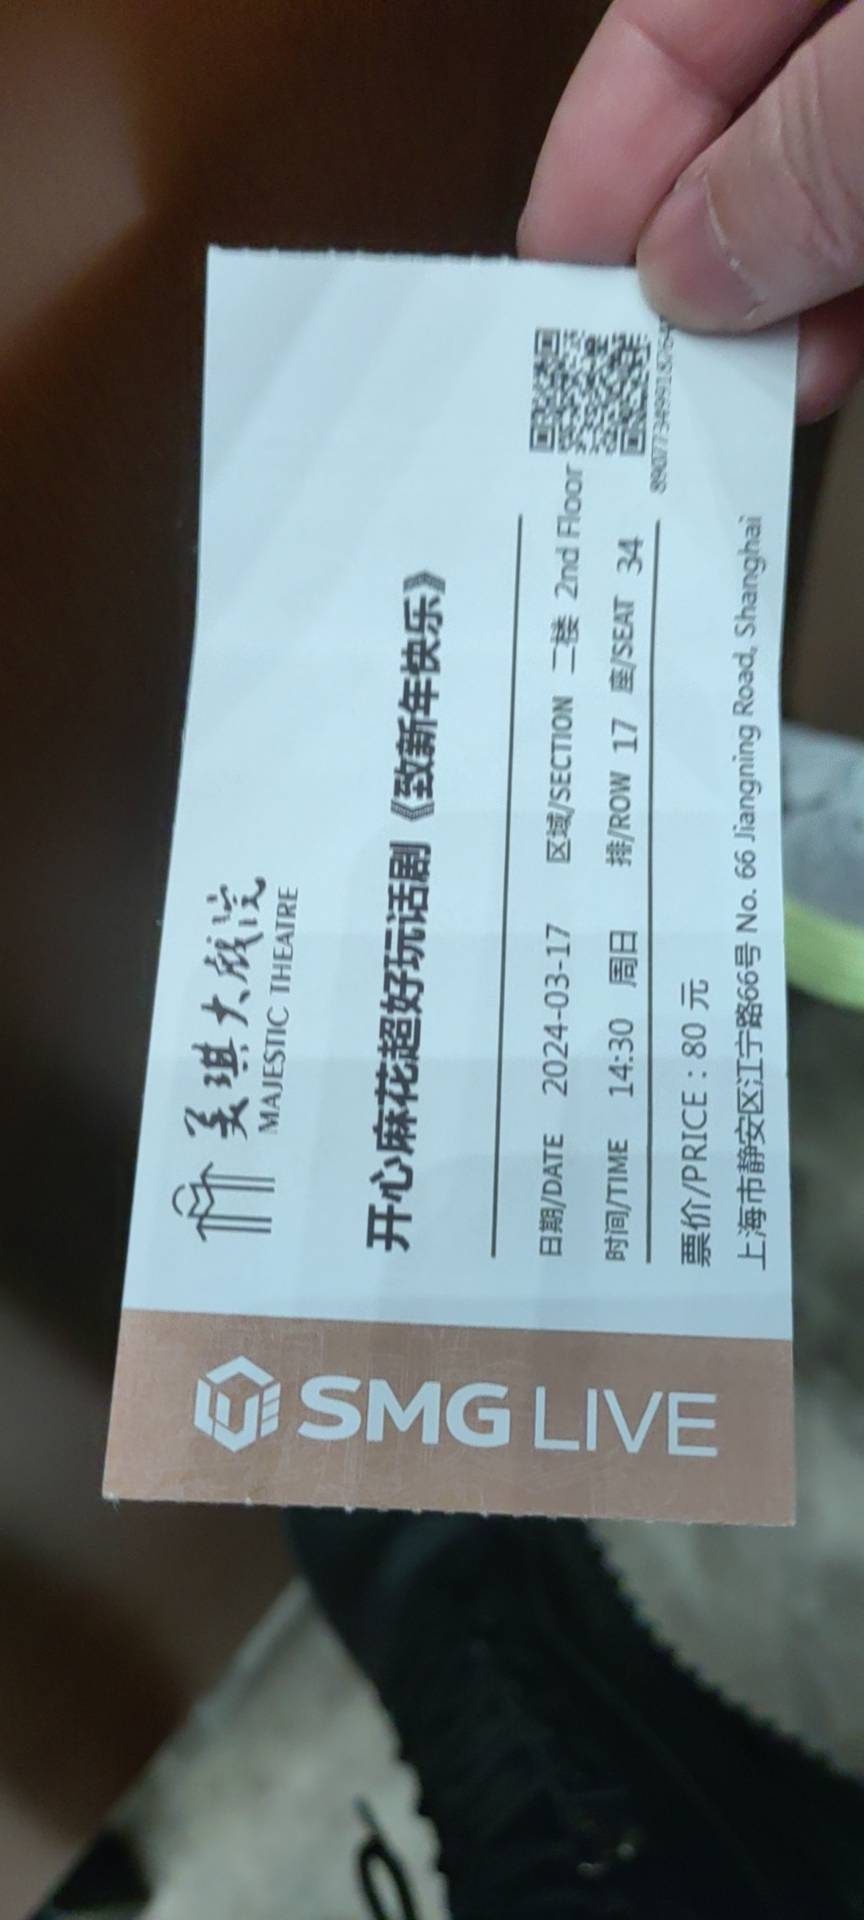 SMG LIVE
美琪大戏院
MAJESTIC THEATRE
开心麻花超好玩话剧《致新年快乐》
日期/DATE 2024-03-17 区域/SECTION 二楼 2nd Floor
时间/TIME 14:30 周日 排/ROW 17 座/SEAT 34
票价/PRICE：80 元
上海市静安区江宁路66号 No. 66 Jiangning Road, Shanghai